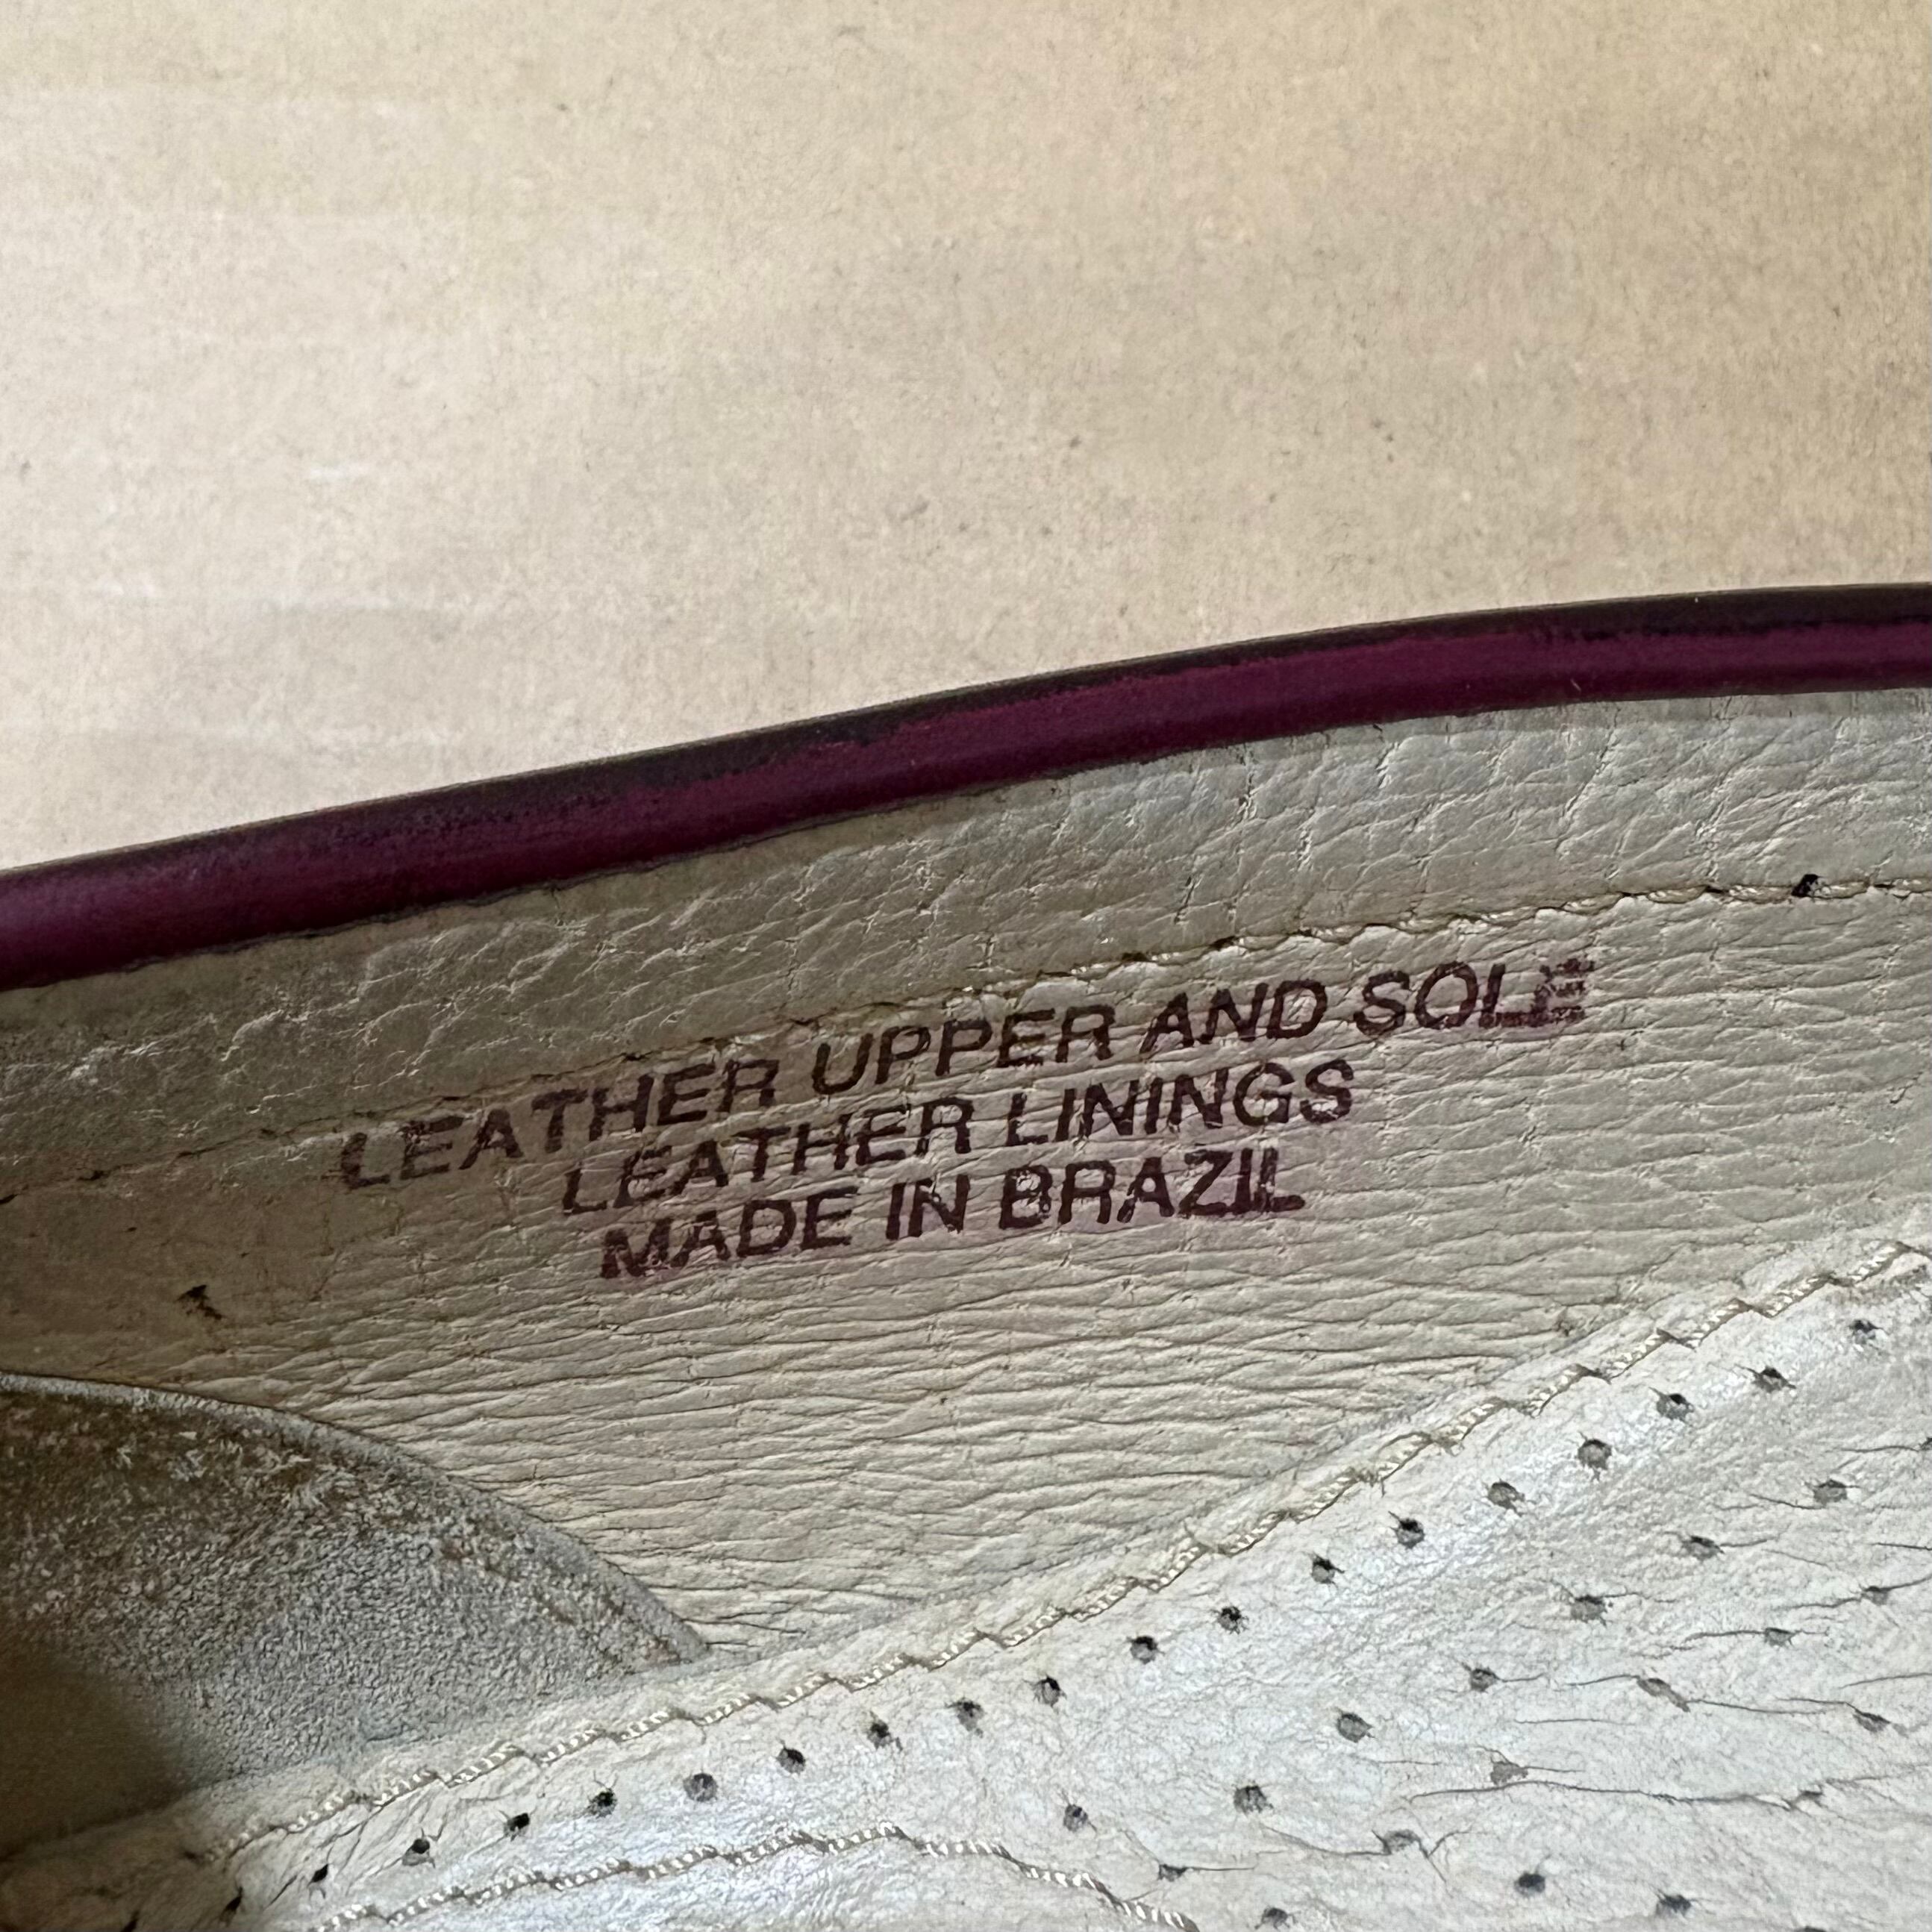 LEATHER UPPER AND SOLE
LEATHER LININGS
MADE IN BRAZIL